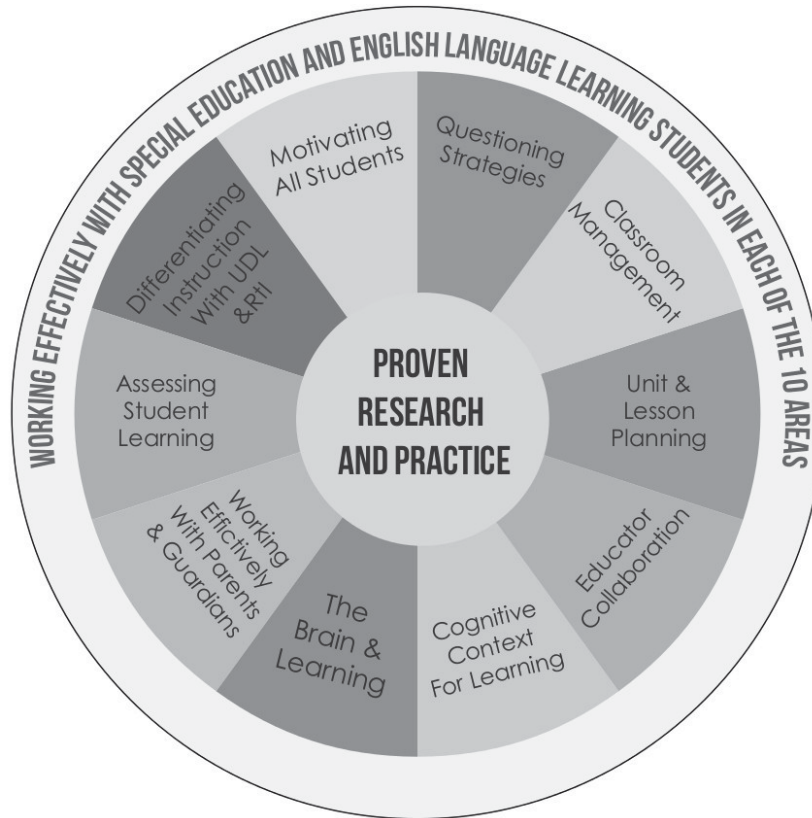 WORKING EFFECTIVELY WITH SPECIAL EDUCATION AND ENGLISH LANGUAGE LEARNING STUDENTS IN EACH OF THE 10 AREAS
Motivating
All Students
Questioning
Strategies
Classroom
Management
Unit &
Lesson
Planning
Educator
Collaboration
Cognitive
Context
For Learning
The
Brain &
Learning
Working
Effictively
With Parents
& Guardians
Assessing
Student
Learning
Differentiating
Instruction
With UDL
&RtI
PROVEN
RESEARCH
AND PRACTICE